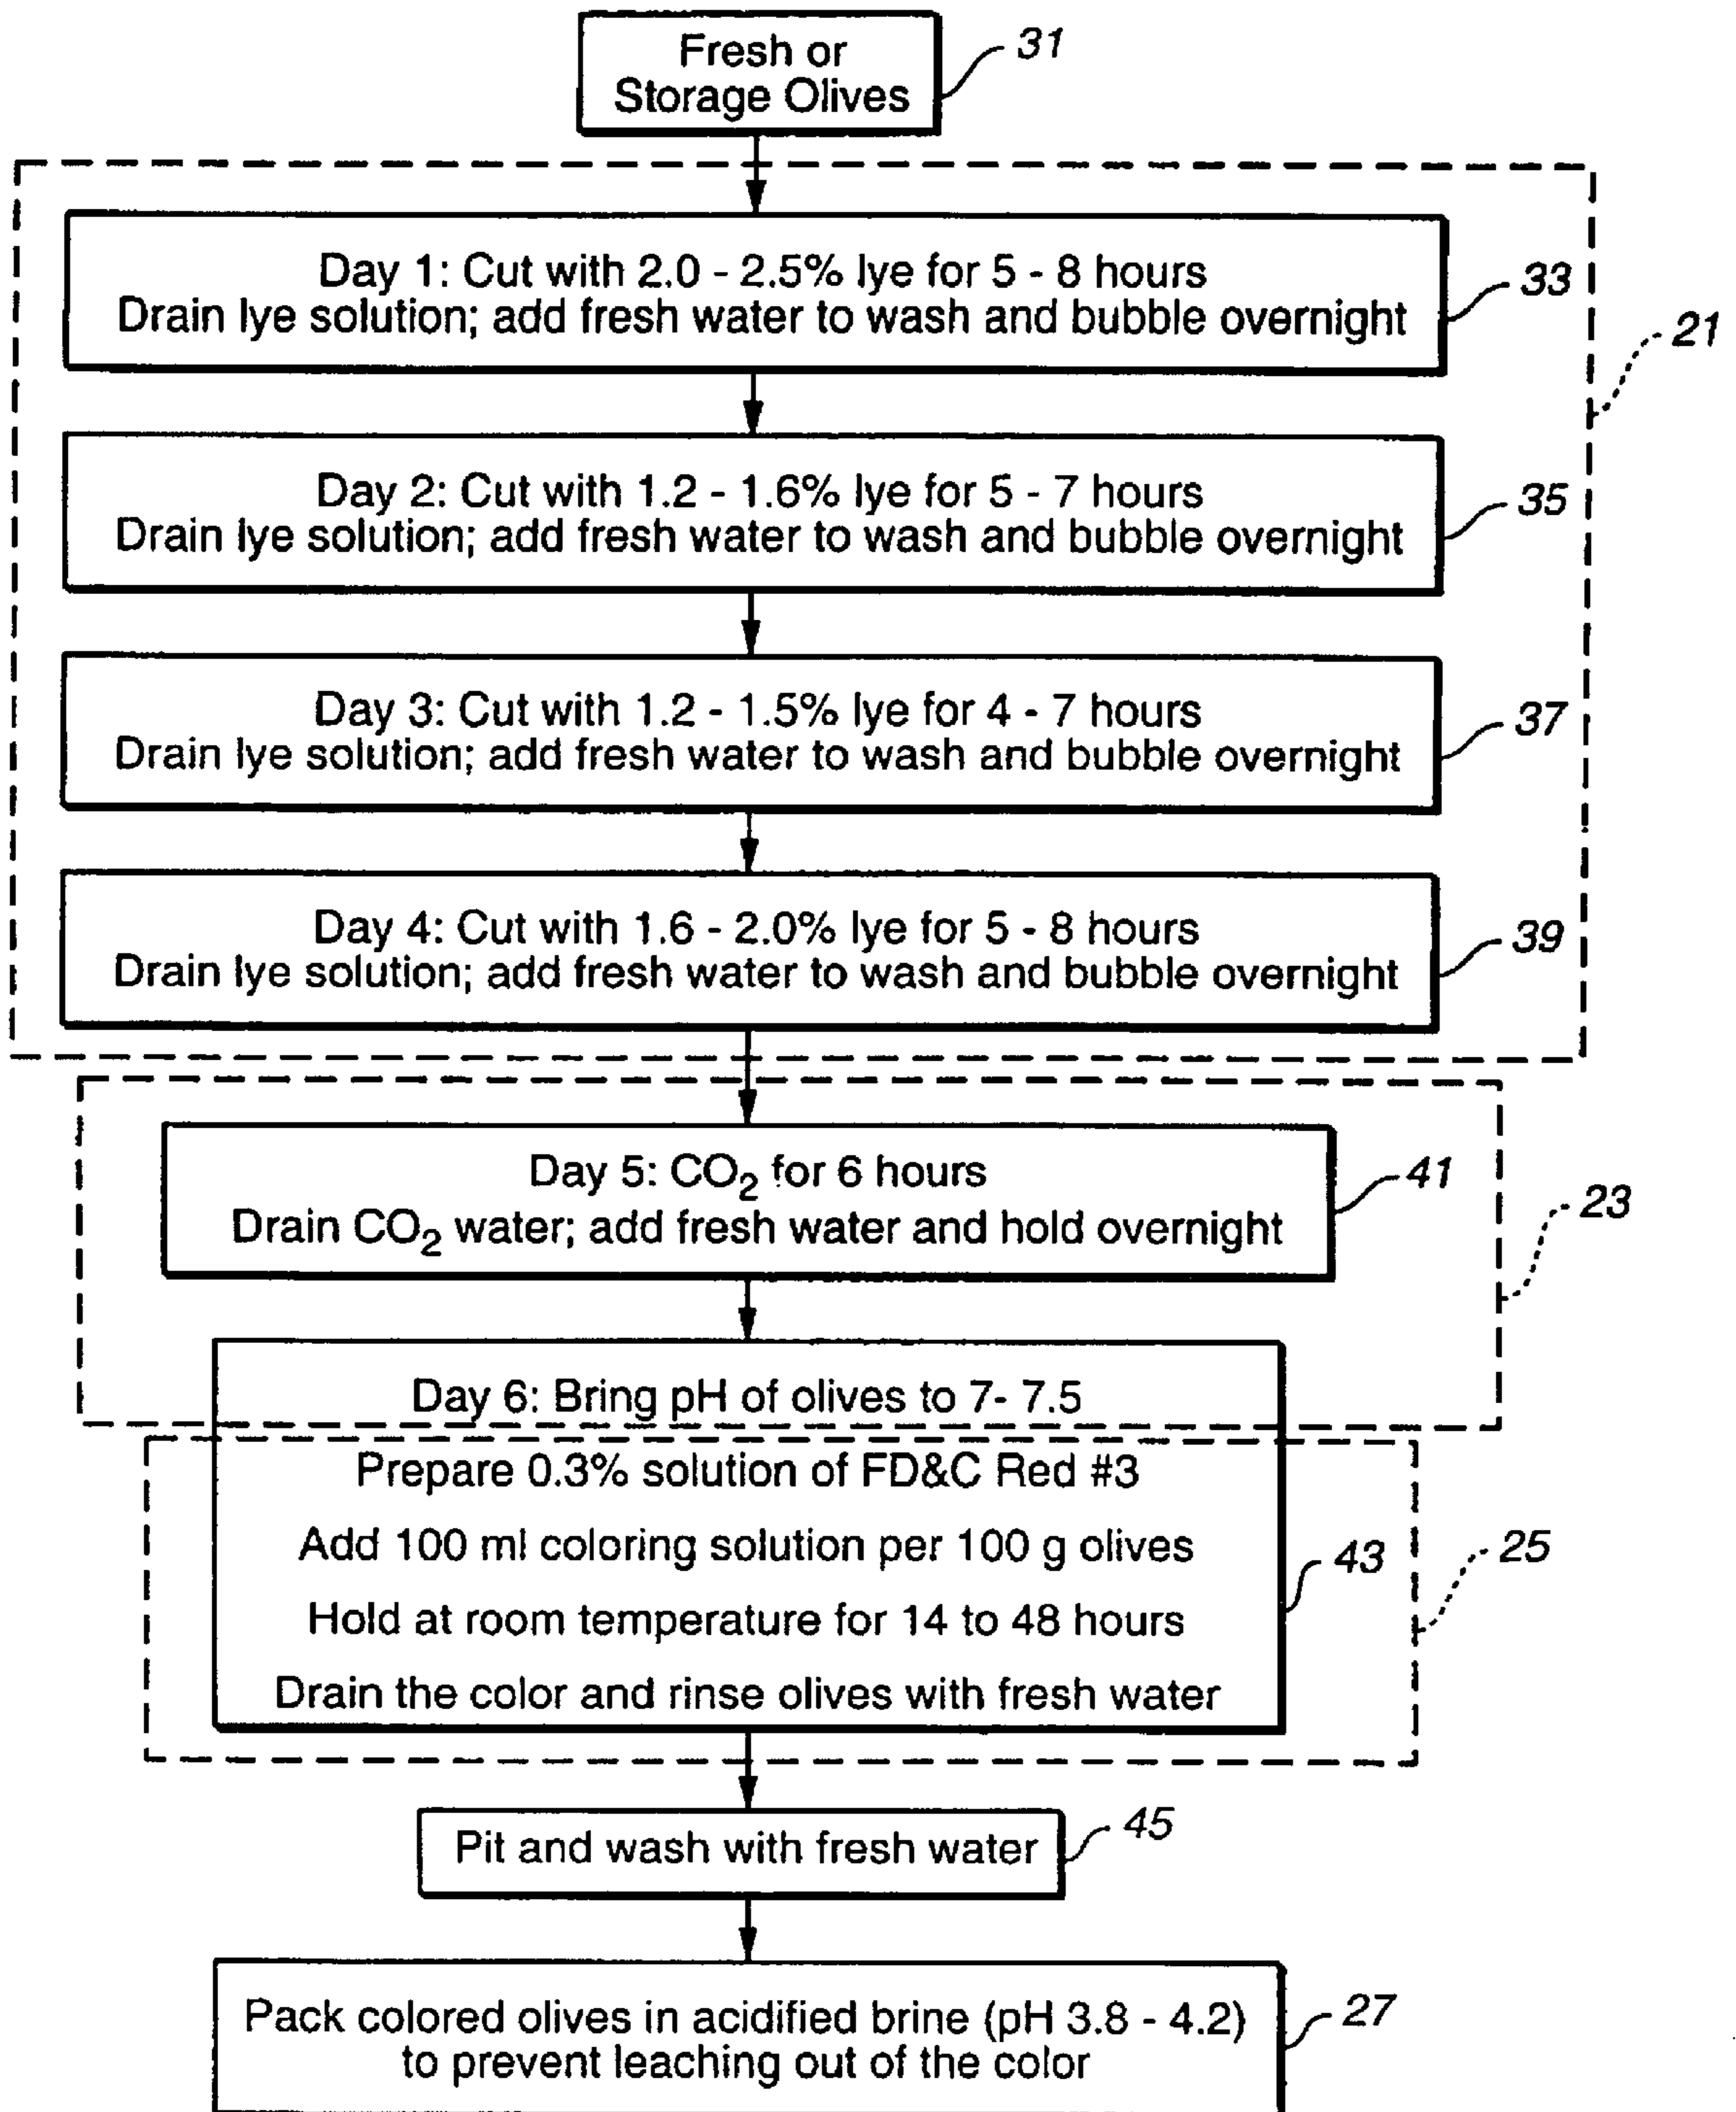 Fresh or
Storage Olives
31
Day 1: Cut with 2.0 - 2.5% lye for 5 - 8 hours
Drain lye solution; add fresh water to wash and bubble overnight
33
21
Day 2: Cut with 1.2 - 1.6% lye for 5 - 7 hours
Drain lye solution; add fresh water to wash and bubble overnight
35
Day 3: Cut with 1.2 - 1.5% lye for 4 - 7 hours
Drain lye solution; add fresh water to wash and bubble overnight
37
Day 4: Cut with 1.6 - 2.0% lye for 5 - 8 hours
Drain lye solution; add fresh water to wash and bubble overnight
39
Day 5: CO₂ for 6 hours
Drain CO₂ water; add fresh water and hold overnight
41
23
Day 6: Bring pH of olives to 7- 7.5
Prepare 0.3% solution of FD&C Red #3
Add 100 ml coloring solution per 100 g olives
Hold at room temperature for 14 to 48 hours
Drain the color and rinse olives with fresh water
43
25
Pit and wash with fresh water
45
Pack colored olives in acidified brine (pH 3.8 - 4.2)
to prevent leaching out of the color
27